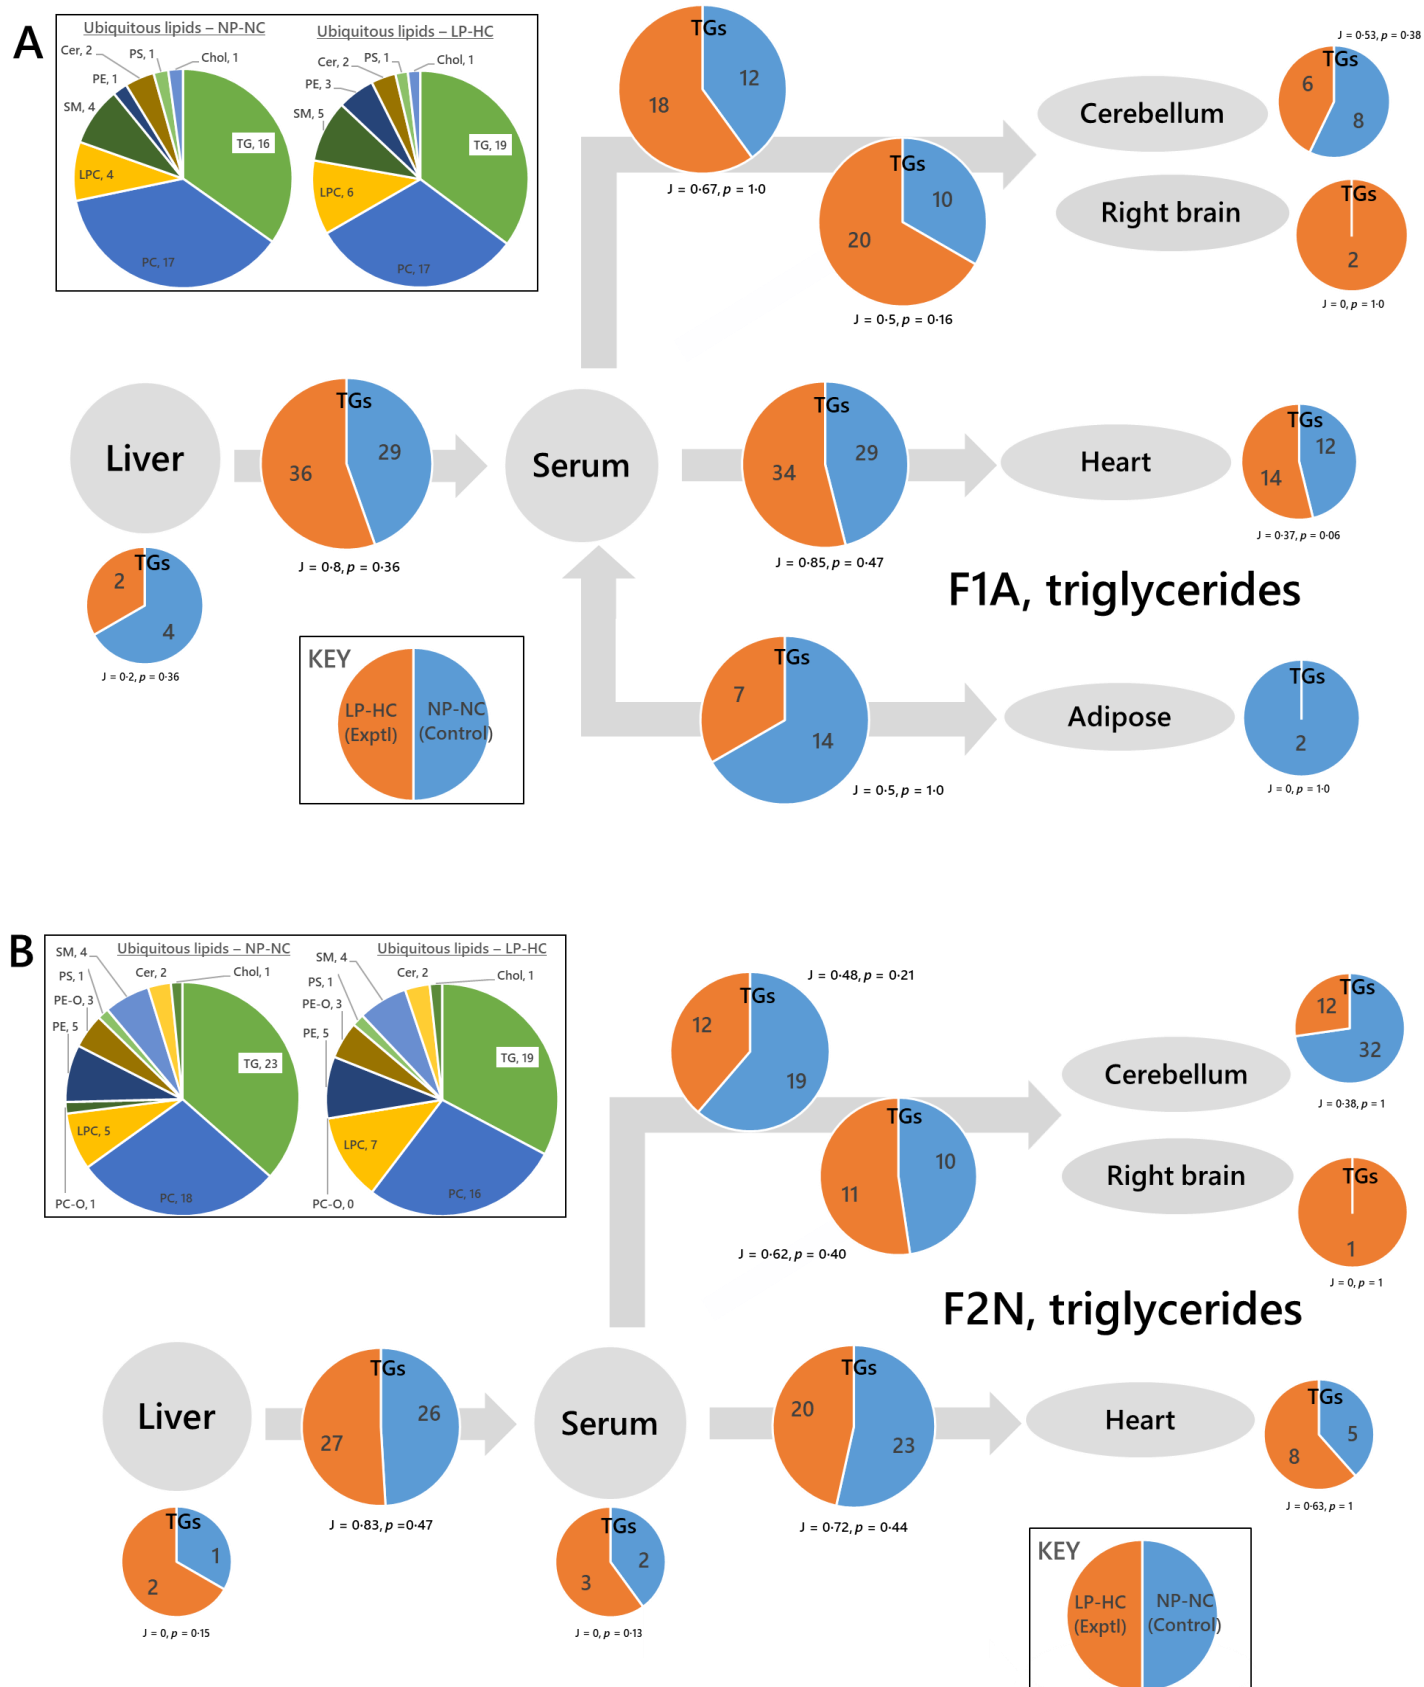 A
Ubiquitous lipids – NP-NC
Ubiquitous lipids – LP-HC
Cer, 2
PS, 1
Chol, 1
PE, 1
SM, 4
LPC, 4
PC, 17
TG, 16
Cer, 2
PS, 1
Chol, 1
PE, 3
SM, 5
LPC, 6
PC, 17
TG, 19
TGs
18
12
J = 0·67, p = 1·0
TGs
20
10
J = 0·5, p = 0·16
Cerebellum
J = 0·53, p = 0·38
TGs
6
8
Right brain
TGs
2
J = 0, p = 1·0
Liver
TGs
36
29
J = 0·8, p = 0·36
Serum
TGs
34
29
J = 0·85, p = 0·47
Heart
TGs
14
12
J = 0·37, p = 0·06
TGs
2
4
J = 0·2, p = 0·36
F1A, triglycerides
KEY
LP-HC
(Exptl)
NP-NC
(Control)
TGs
7
14
J = 0·5, p = 1·0
Adipose
TGs
2
J = 0, p = 1·0
B
Ubiquitous lipids – NP-NC
Ubiquitous lipids – LP-HC
SM, 4
Cer, 2
Chol, 1
PS, 1
PE-O, 3
PE, 5
LPC, 5
PC-O, 1
PC, 18
TG, 23
SM, 4
Cer, 2
Chol, 1
PS, 1
PE-O, 3
PE, 5
LPC, 7
PC-O, 0
PC, 16
TG, 19
J = 0·48, p = 0·21
TGs
12
19
TGs
11
10
J = 0·62, p = 0·40
Cerebellum
TGs
12
32
J = 0·38, p = 1
Right brain
TGs
1
J = 0, p = 1
F2N, triglycerides
Liver
TGs
27
26
J = 0·83, p =0·47
Serum
TGs
20
23
J = 0·72, p = 0·44
Heart
TGs
8
5
J = 0·63, p = 1
TGs
2
1
J = 0, p = 0·15
TGs
3
2
J = 0, p = 0·13
KEY
LP-HC
(Exptl)
NP-NC
(Control)